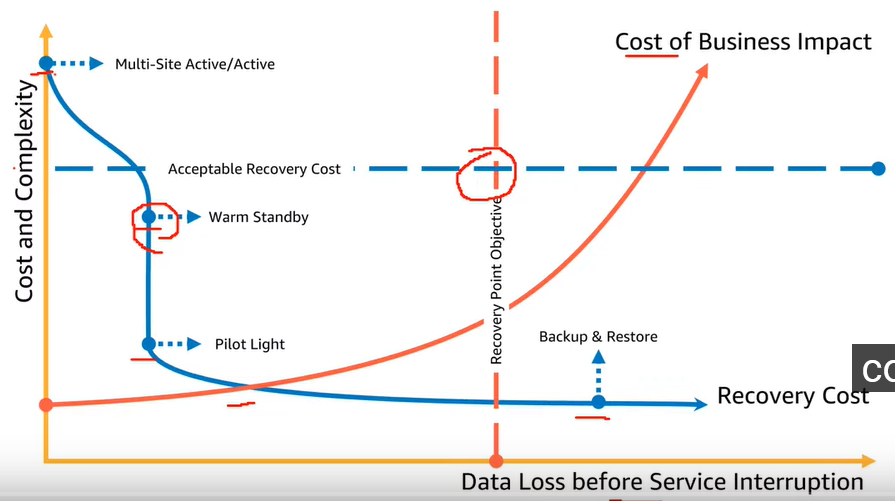 Cost of Business Impact
Multi-Site Active/Active
Cost and Complexity
Acceptable Recovery Cost
Warm Standby
Recovery Point Objective
Pilot Light
Backup & Restore
Recovery Cost
Data Loss before Service Interruption